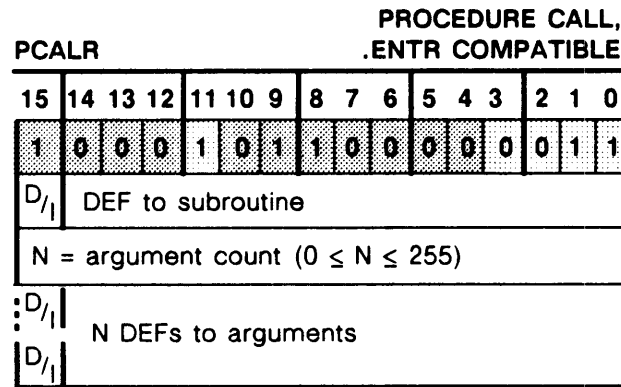 PROCEDURE CALL,
PCALR .ENTR COMPATIBLE
15 14 13 12 11 10 9 8 7 6 5 4 3 2 1 0
1 0 0 0 1 0 1 1 0 0 0 0 0 0 1 1
D/I DEF to subroutine
N = argument count (0 ≤ N ≤ 255)
D/I
N DEFs to arguments
D/I